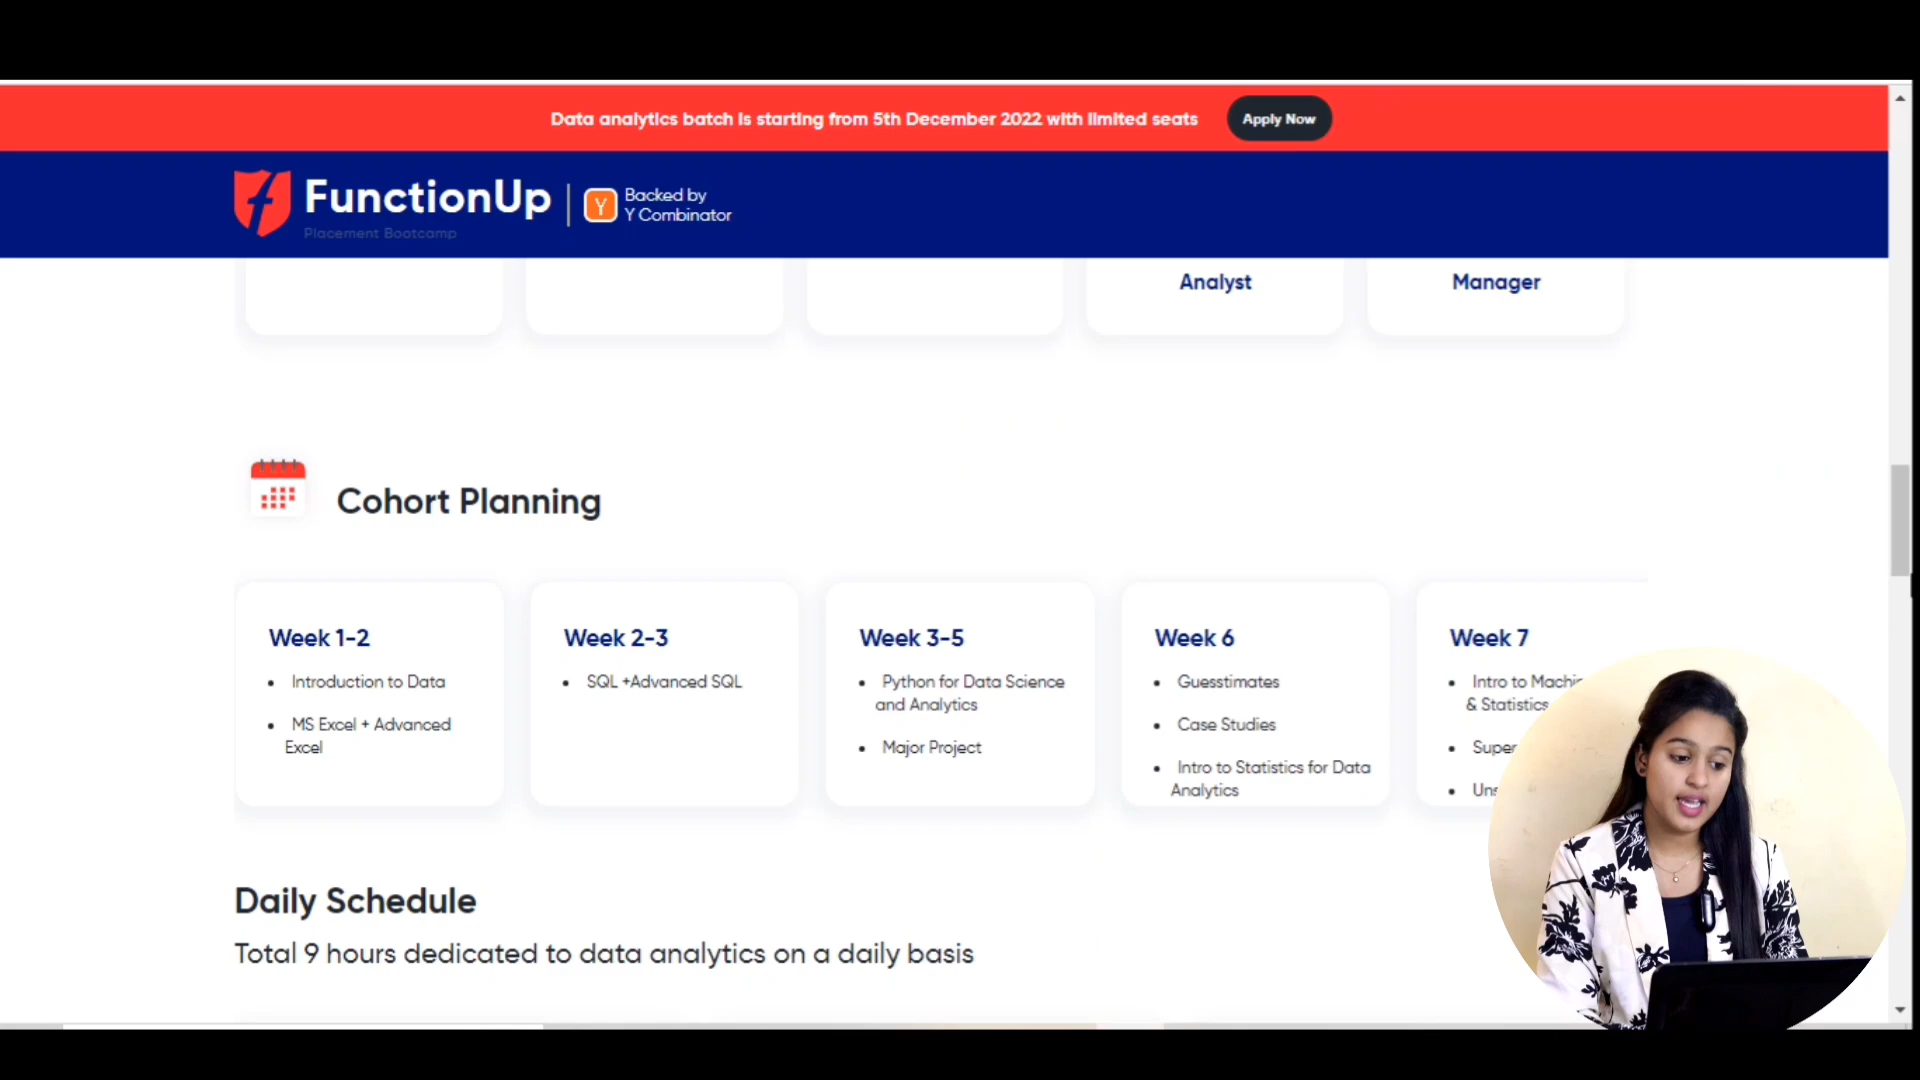 Data analytics batch is starting from 5th December 2022 with limited seats
Apply Now
FunctionUp
Placement Bootcamp
Y
Backed by
Y Combinator
Analyst
Manager
Cohort Planning
Week 1-2
• Introduction to Data
• MS Excel + Advanced
Excel
Week 2-3
• SQL +Advanced SQL
Week 3-5
• Python for Data Science
and Analytics
• Major Project
Week 6
• Guesstimates
• Case Studies
• Intro to Statistics for Data
Analytics
Week 7
• Intro to
& Statistics
Daily Schedule
Total 9 hours dedicated to data analytics on a daily basis